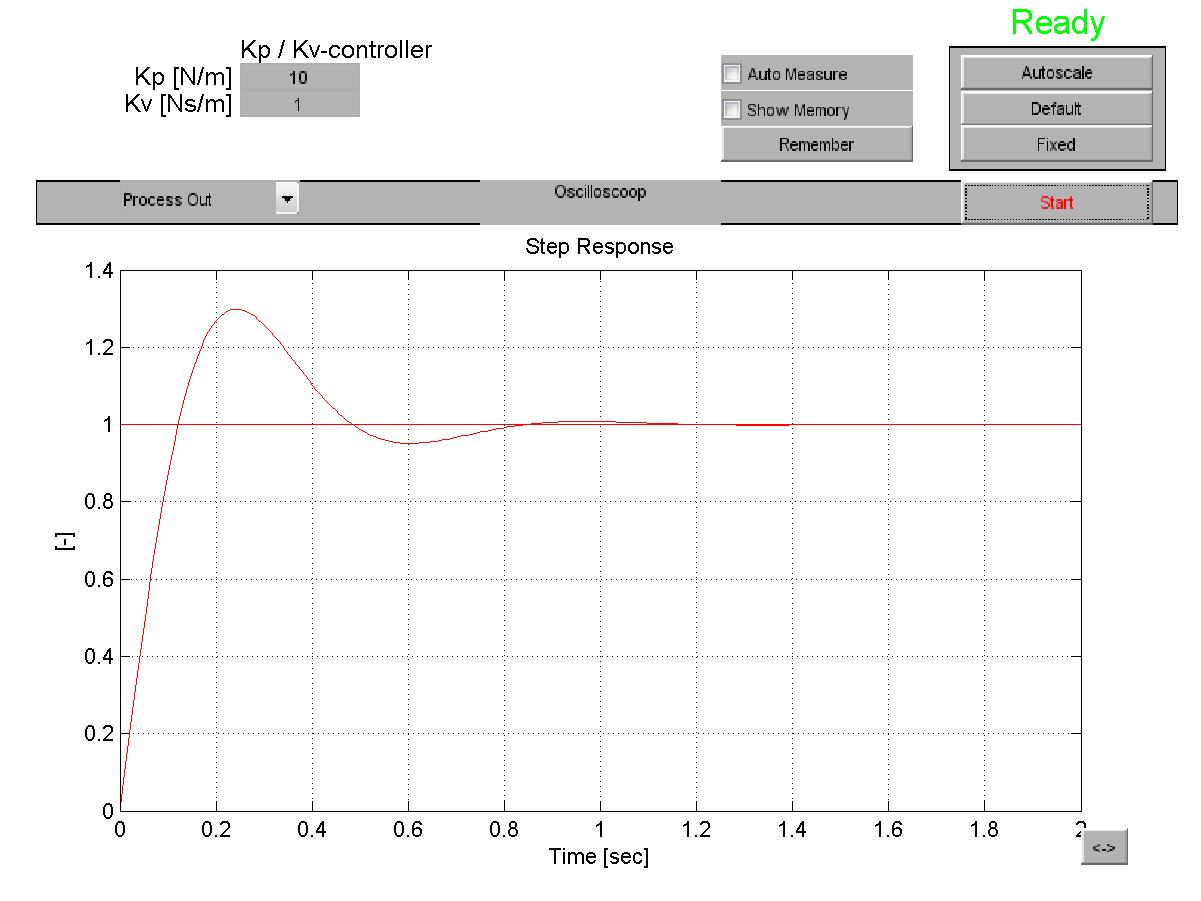 Ready
Kp / Kv-controller
Kp [N/m] 10
Kv [Ns/m] 1
Auto Measure
Show Memory
Remember
Autoscale
Default
Fixed
Process Out
Oscilloscoop
Start
Step Response
1.4
1.2
1
0.8
0.6
0.4
0.2
0
[-]
0 0.2 0.4 0.6 0.8 1 1.2 1.4 1.6 1.8 2
Time [sec]
<->